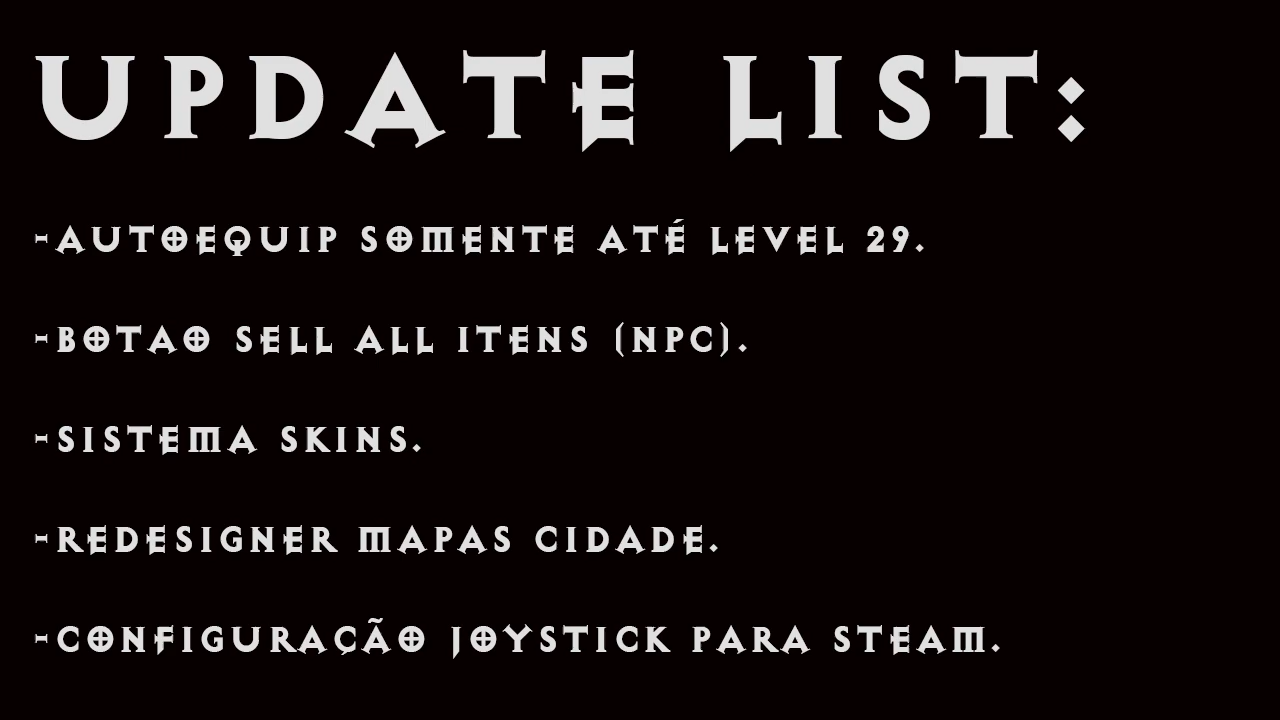 UPDATE LIST:
-AUTOEQUIP SOMENTE ATÉ LEVEL 29.
-BOTAO SELL ALL ITENS (NPC).
-SISTEMA SKINS.
-REDESIGNER MAPAS CIDADE.
-CONFIGURAÇÃO JOYSTICK PARA STEAM.